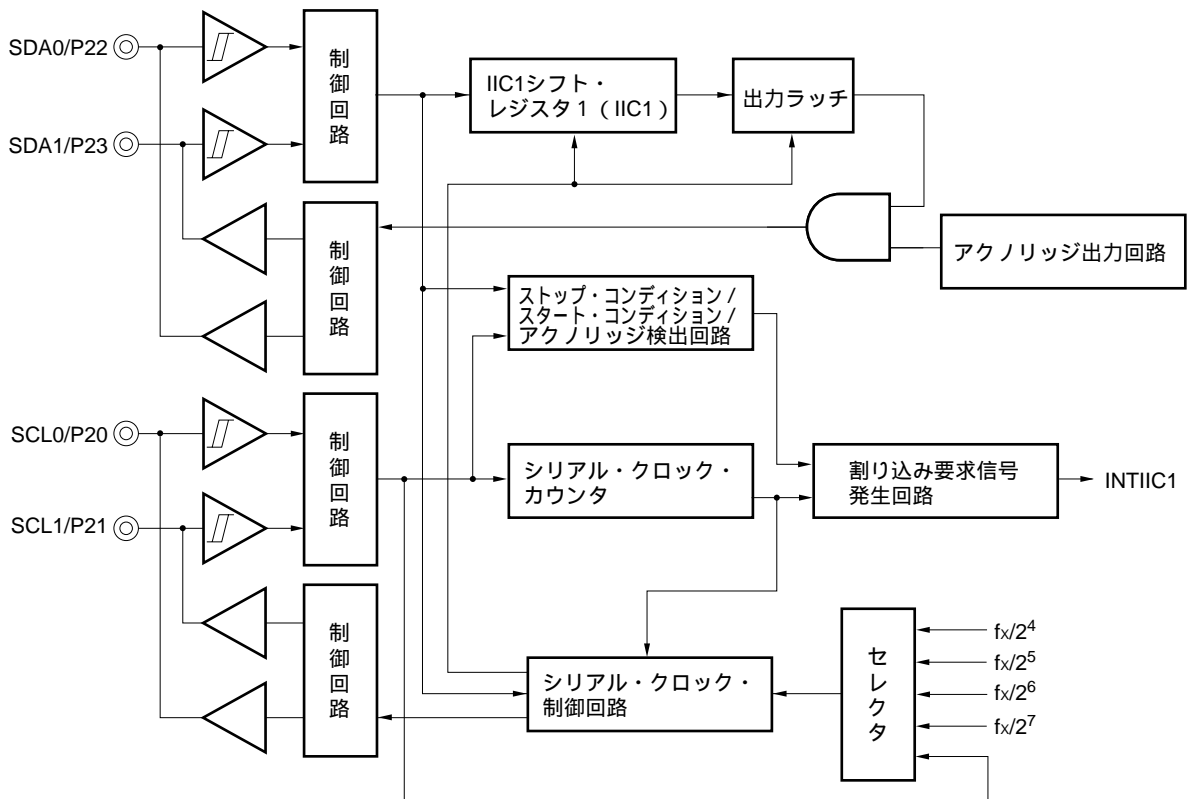 SDA0/P22
SDA1/P23
制御回路
制御回路
IIC1シフト・
レジスタ1（IIC1）
出力ラッチ
アクノリッジ出力回路
ストップ・コンディション/
スタート・コンディション/
アクノリッジ検出回路
SCL0/P20
SCL1/P21
制御回路
制御回路
シリアル・クロック・
カウンタ
割り込み要求信号
発生回路
INTIIC1
シリアル・クロック・
制御回路
セレクタ
fx/2⁴
fx/2⁵
fx/2⁶
fx/2⁷